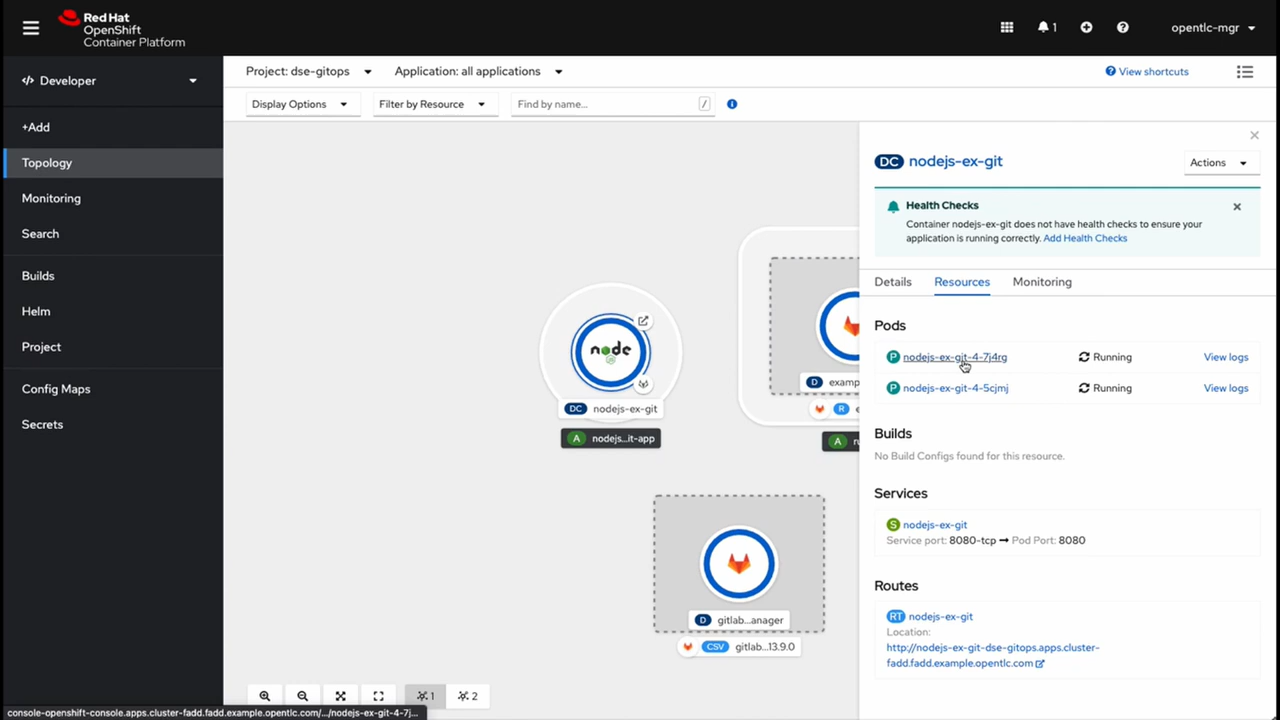 Red Hat
OpenShift
Container Platform
1
opentlc-mgr
Developer
+Add
Topology
Monitoring
Search
Builds
Helm
Project
Config Maps
Secrets
Project: dse-gitops
Application: all applications
View shortcuts
Display Options
Filter by Resource
Find by name...
/
node
DC nodejs-ex-git
A nodejs...it-app
D examp
R e
A ru
D gitlab...anager
CSV gitlab...13.9.0
1
2
console-openshift-console.apps.cluster-fadd.fadd.example.opentlc.com/.../nodejs-ex-git-4-7j...
DC nodejs-ex-git
Actions
Health Checks
Container nodejs-ex-git does not have health checks to ensure your
application is running correctly. Add Health Checks
Details Resources Monitoring
Pods
P nodejs-ex-git-4-7j4rg Running View logs
P nodejs-ex-git-4-5cjmj Running View logs
Builds
No Build Configs found for this resource.
Services
S nodejs-ex-git
Service port: 8080-tcp → Pod Port: 8080
Routes
RT nodejs-ex-git
Location:
http://nodejs-ex-git-dse-gitops.apps.cluster-
fadd.fadd.example.opentlc.com